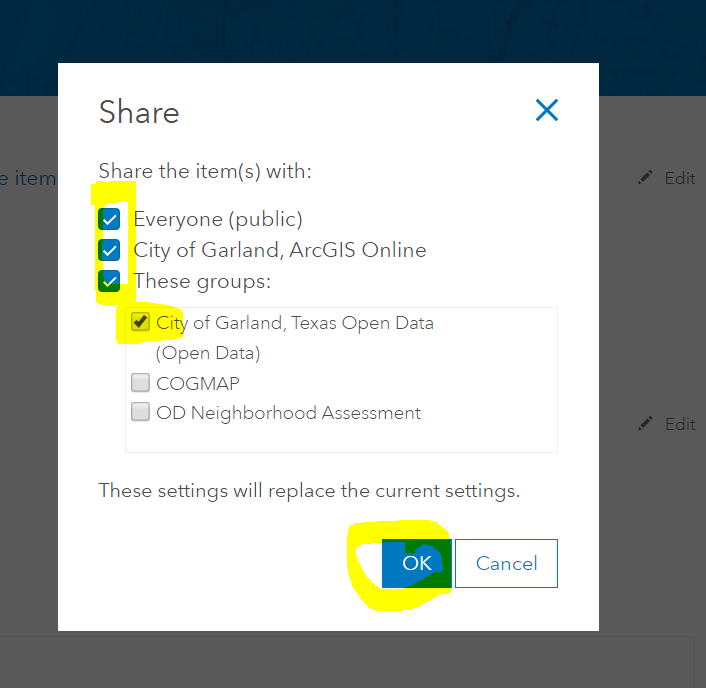 Share
Share the item(s) with:
e item
Edit
Everyone (public)
City of Garland, ArcGIS Online
These groups:
City of Garland, Texas Open Data
(Open Data)
COGMAP
OD Neighborhood Assessment
Edit
These settings will replace the current settings.
OK
Cancel